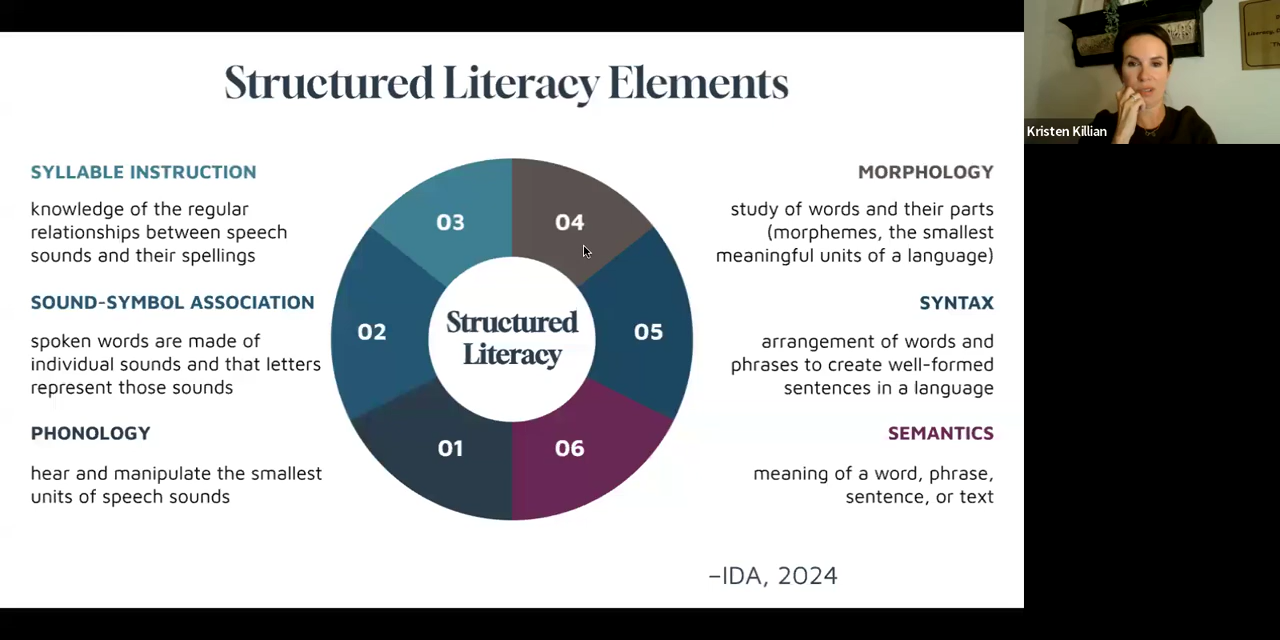 Structured Literacy Elements
SYLLABLE INSTRUCTION
knowledge of the regular
relationships between speech
sounds and their spellings
SOUND-SYMBOL ASSOCIATION
spoken words are made of
individual sounds and that letters
represent those sounds
PHONOLOGY
hear and manipulate the smallest
units of speech sounds
03
04
02
05
01
06
Structured
Literacy
MORPHOLOGY
study of words and their parts
(morphemes, the smallest
meaningful units of a language)
SYNTAX
arrangement of words and
phrases to create well-formed
sentences in a language
SEMANTICS
meaning of a word, phrase,
sentence, or text
–IDA, 2024
Kristen Killian
Literacy,